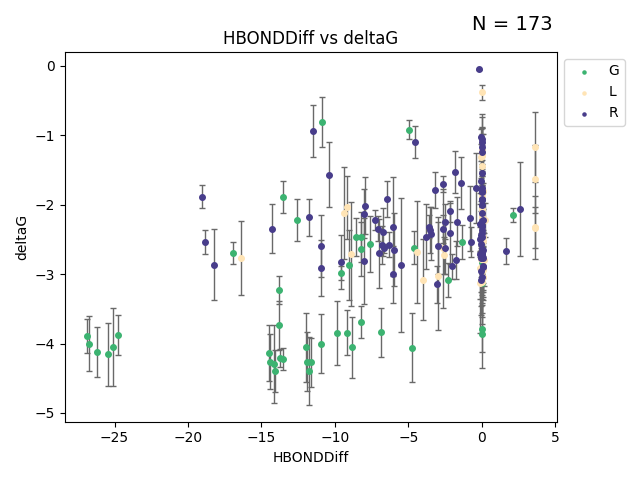 N = 173
HBONDDiff vs deltaG
G
L
R
deltaG
0
−1
−2
−3
−4
−5
−25
−20
−15
−10
−5
0
5
HBONDDiff